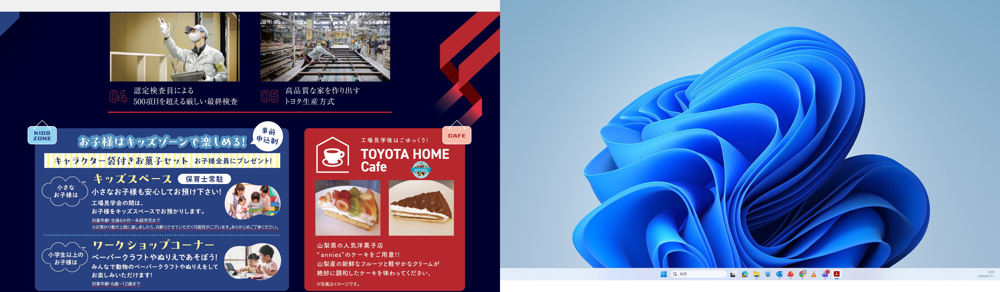 04
認定検査員による
500項目を超える厳しい最終検査
05
高品質な家を作り出す
トヨタ生産方式
KIDS
ZONE
お子様はキッズゾーンで楽しめる!
事前
申込制
キャラクター袋付きお菓子セット お子様全員にプレゼント!
小さな
お子様は
キッズスペース 保育士常駐
小さなお子様も安心してお預け下さい!
工場見学会の間は、
お子様をキッズスペースでお預かりします。
対象年齢:生後6か月~未就学児まで
※お預かり数が上限に達しましたら、お断りさせていただく可能性がございます。あらかじめご了承ください。
小学生以上の
お子様は
ワークショップコーナー
ペーパークラフトやぬりえであそぼう!
みんなで動物のペーパークラフトやぬりえをして
お楽しみいただけます!
対象年齢:6歳~12歳まで
CAFE
工場見学後はごゆっくり!
TOYOTA HOME
Cafe
annies
山梨県の人気洋菓子店
“annies”のケーキをご用意!!
山梨産の新鮮なフルーツと軽やかなクリームが
絶妙に調和したケーキを味わってください。
※写真はイメージです。
検索
1
9:59
2026/01/11